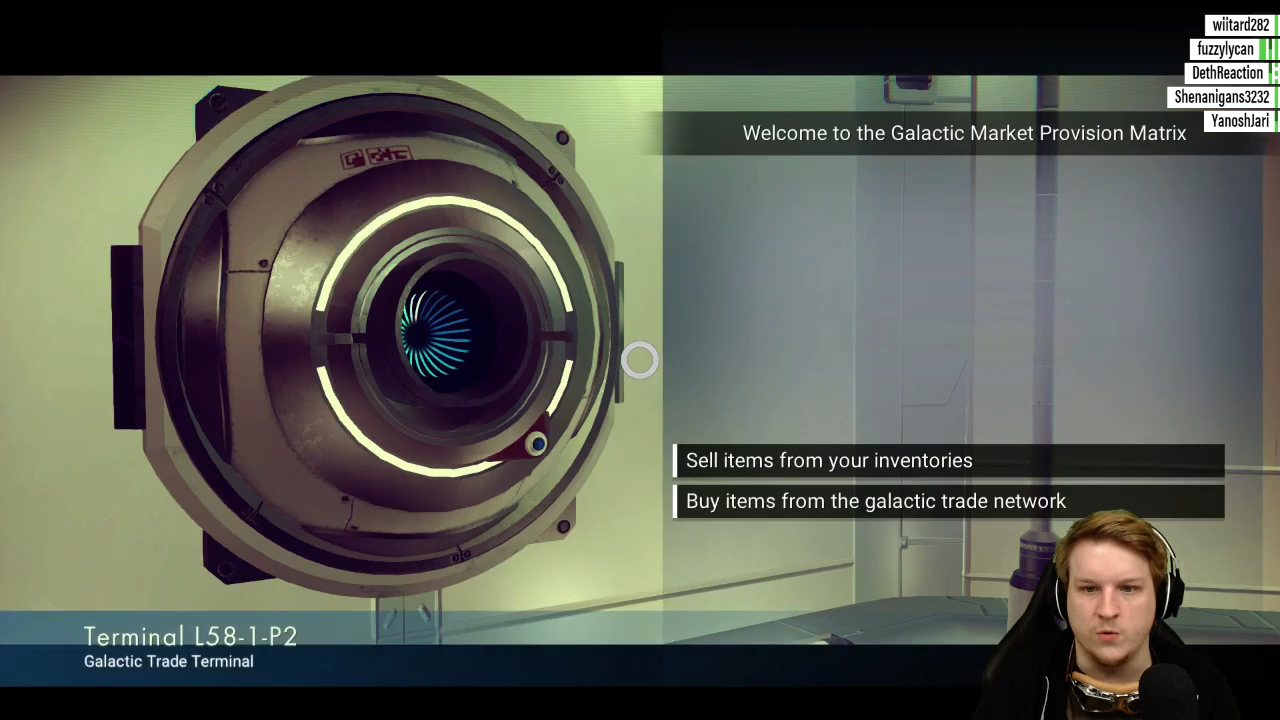 wiitard282
fuzzylycan
DethReaction
Shenanigans3232
YanoshJari
Welcome to the Galactic Market Provision Matrix
Sell items from your inventories
Buy items from the galactic trade network
Terminal L58-1-P2
Galactic Trade Terminal